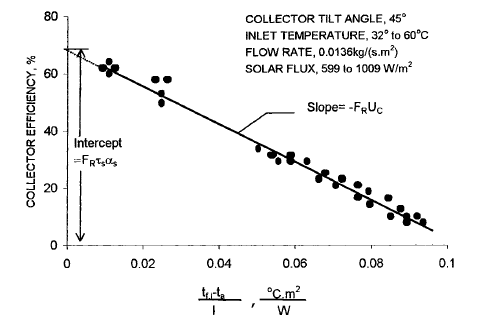 COLLECTOR TILT ANGLE, 45°
INLET TEMPERATURE, 32° to 60°C
FLOW RATE, 0.0136kg/(s.m²)
SOLAR FLUX, 599 to 1009 W/m²
COLLECTOR EFFICIENCY, %
80
60
40
20
0
Slope= -FRUC
Intercept
=FRτsαs
0
0.02
0.04
0.06
0.08
0.1
tf,i-ta
I
,
°C.m²
W